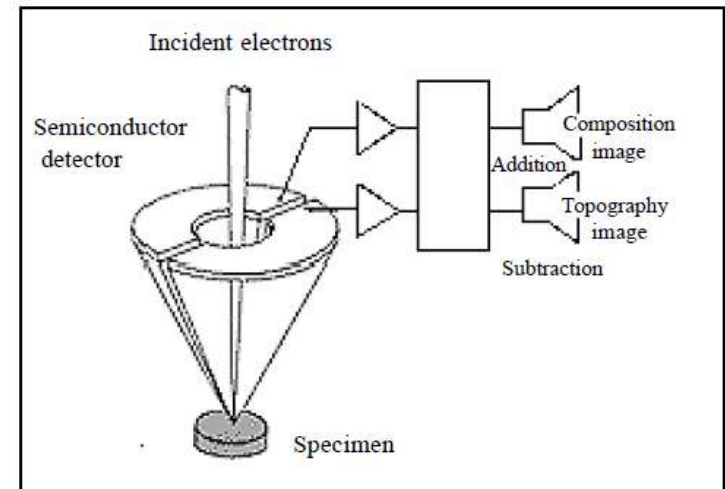 Incident electrons
Semiconductor
detector
Composition
image
Addition
Topography
image
Subtraction
Specimen